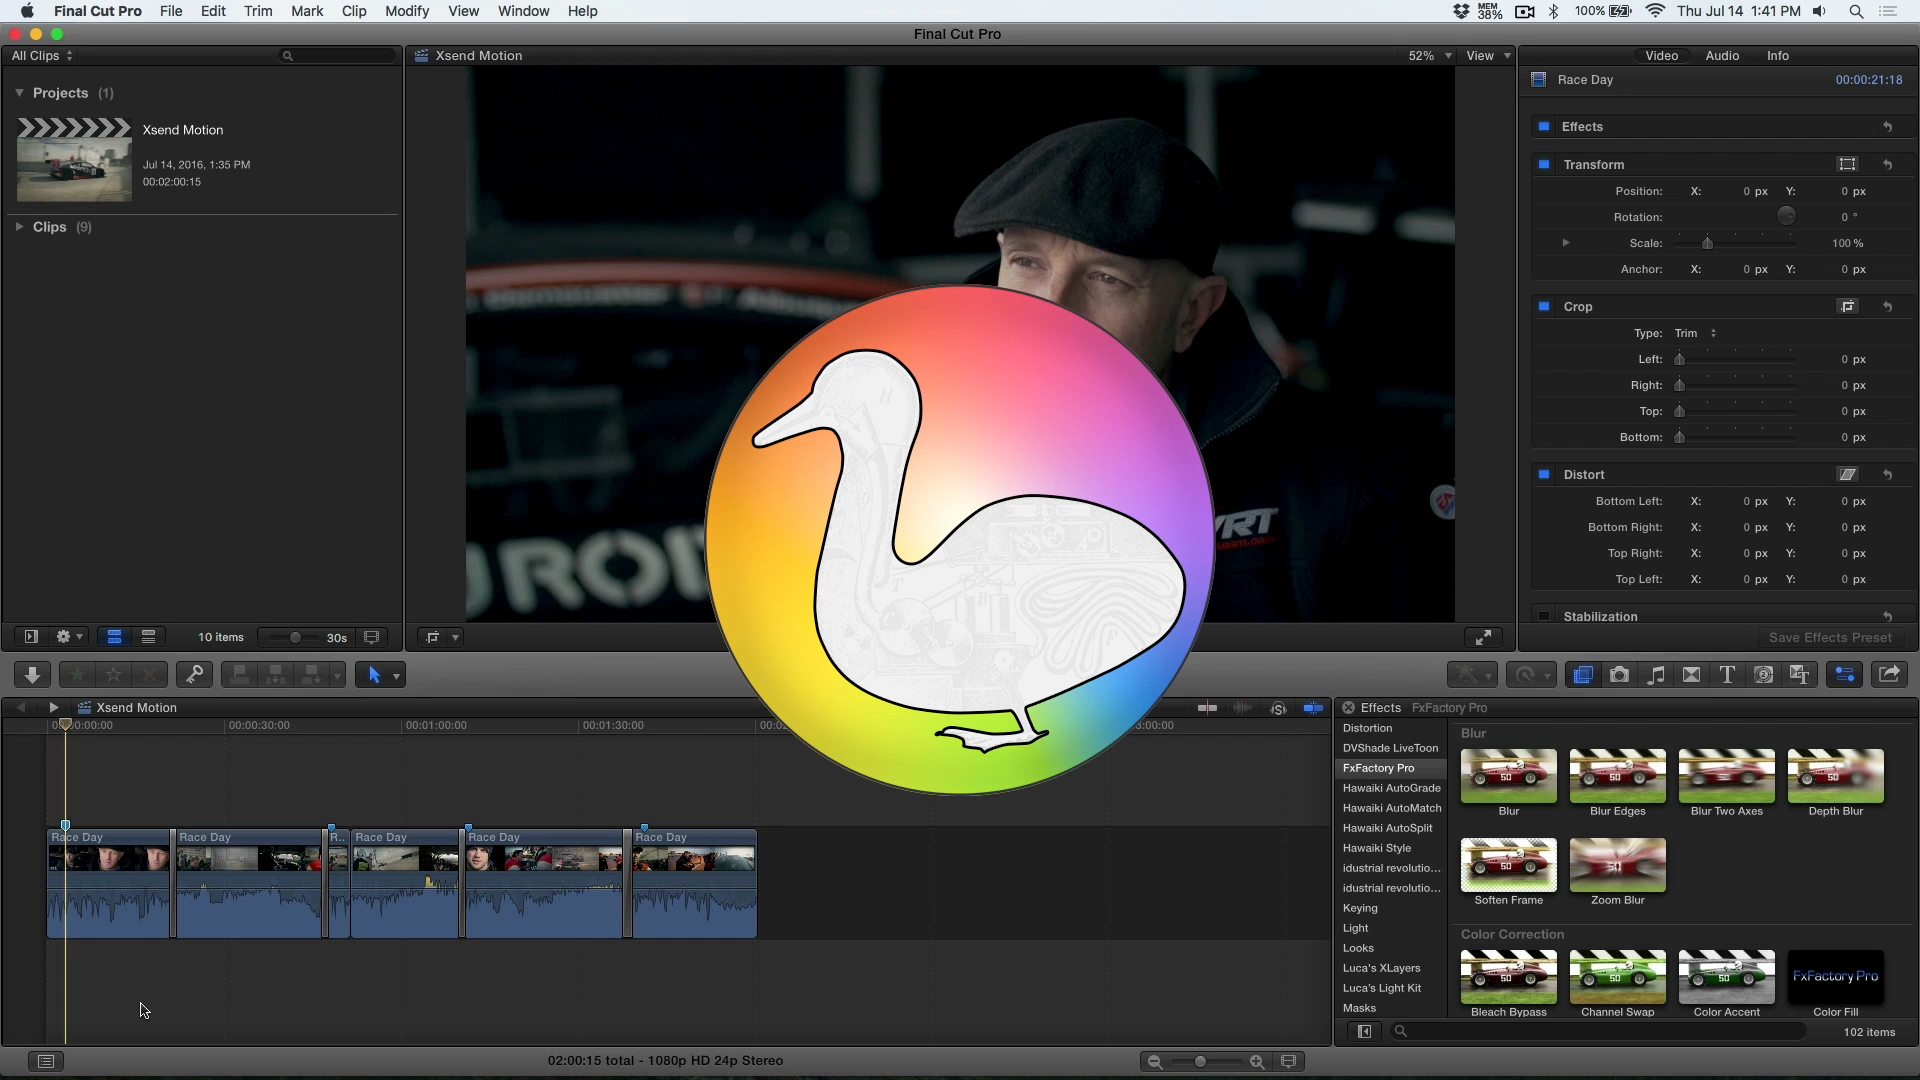 Final Cut Pro File Edit Trim Mark Clip Modify View Window Help
MEM 38% 100% Thu Jul 14 1:41 PM
Final Cut Pro
All Clips
Projects (1)
Xsend Motion
Jul 14, 2016, 1:35 PM
00:02:00:15
Clips (9)
10 items 30s
Xsend Motion 52% View
Video Audio Info
Race Day 00:00:21:18
Effects
Transform
Position: X: 0 px Y: 0 px
Rotation: 0 °
Scale: 100 %
Anchor: X: 0 px Y: 0 px
Crop
Type: Trim
Left: 0 px
Right: 0 px
Top: 0 px
Bottom: 0 px
Distort
Bottom Left: X: 0 px Y: 0 px
Bottom Right: X: 0 px Y: 0 px
Top Right: X: 0 px Y: 0 px
Top Left: X: 0 px Y: 0 px
Stabilization
Save Effects Preset
Xsend Motion
00:00:30:00 00:01:00:00 00:01:30:00
Race Day Race Day R.. Race Day Race Day Race Day
02:00:15 total - 1080p HD 24p Stereo
Effects FxFactory Pro
Distortion
DVShade LiveToon
FxFactory Pro
Hawaiki AutoGrade
Hawaiki AutoMatch
Hawaiki AutoSplit
Hawaiki Style
idustrial revolutio...
idustrial revolutio...
Keying
Light
Looks
Luca's XLayers
Luca's Light Kit
Masks
Blur
Blur Blur Edges Blur Two Axes Depth Blur
Soften Frame Zoom Blur
Color Correction
FxFactory Pro
Bleach Bypass Channel Swap Color Accent Color Fill
102 items